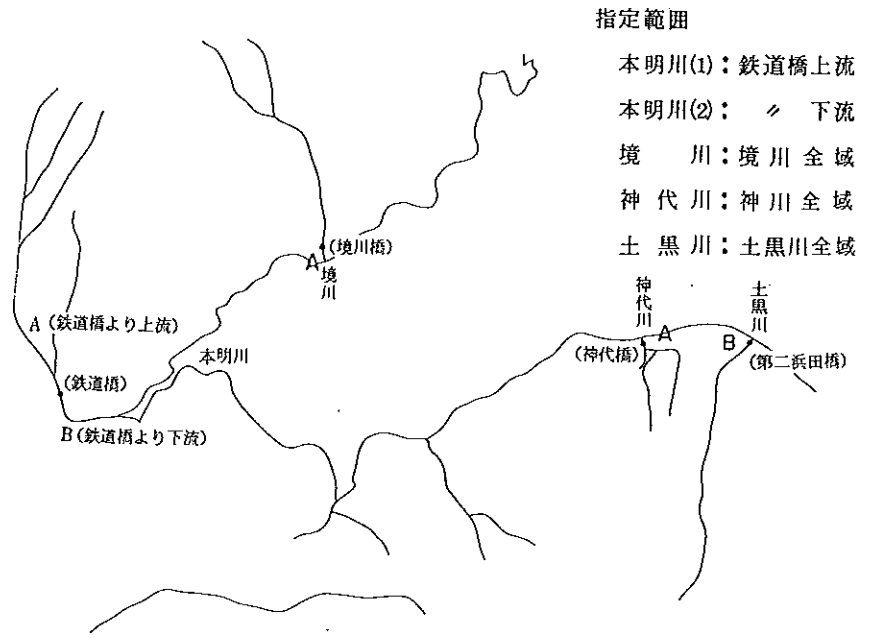 指定範囲
本明川(1)：鉄道橋上流
本明川(2)：〃 下流
境川：境川全域
神代川：神川全域
土黒川：土黒川全域
A
(境川橋)
境川
神代川
土黒川
A (鉄道橋より上流)
A
B
(神代橋)
(第二浜田橋)
本明川
(鉄道橋)
B (鉄道橋より下流)